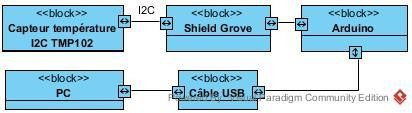 <<block>>
Capteur température
I2C TMP102
I2C
<<block>>
Shield Grove
<<block>>
Arduino
<<block>>
PC
<<block>>
Câble USB
Paradigm Community Edition